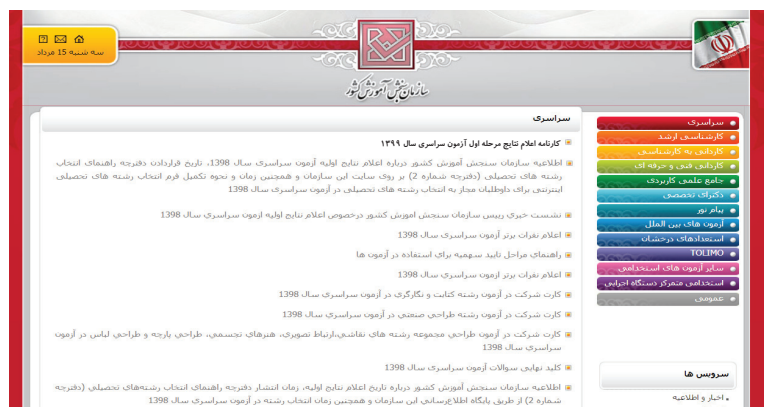 سه شنبه 15 مرداد
سازمان سنجش آموزش کشور
سراسری
کارنامه اعلام نتایج مرحله اول آزمون سراسری سال ۱۳۹۹
اطلاعیه سازمان سنجش آموزش کشور درباره اعلام نتایج اولیه آزمون سراسری سال 1398، تاریخ قراردادن دفترچه راهنمای انتخاب
رشته های تحصیلی (دفترچه شماره 2) بر روی سایت این سازمان و همچنین زمان و نحوه تکمیل فرم انتخاب رشته های تحصیلی
اینترنتی برای داوطلبان مجاز به انتخاب رشته های تحصیلی در آزمون سراسری سال 1398
نشست خبری رییس سازمان سنجش اموزش کشور درخصوص اعلام نتایج اولیه ازمون سراسری سال 1398
اعلام نفرات برتر آزمون سراسری سال 1398
راهنمای مراحل تایید سهمیه برای استفاده در آزمون ها
اعلام نفرات برتر ازمون سراسری سال 1398
کارت شرکت در آزمون رشته کتابت و نگارگری در آزمون سراسری سال 1398
کارت شرکت در آزمون رشته طراحی صنعتی در آزمون سراسری سال 1398
کارت شرکت در آزمون طراحی مجموعه رشته های نقاشی،ارتباط تصویری، هنرهای تجسمی، طراحی پارچه و طراحی لباس در آزمون
سراسری سال 1398
کلید نهایی سوالات آزمون سراسری سال 1398
اطلاعیه سازمان سنجش آموزش کشور درباره تاریخ اعلام نتایج اولیه، زمان انتشار دفترچه راهنمای انتخاب رشته‌های تحصیلی (دفترچه
شماره 2) از طریق پایگاه اطلاع‌رسانی این سازمان و همچنین زمان انتخاب رشته در آزمون سراسری سال 1398
سراسری
کارشناسی ارشد
کاردانی به کارشناسی
کاردانی فنی و حرفه ای
جامع علمی کاربردی
دکترای تخصصی
پیام نور
آزمون های بین الملل
استعدادهای درخشان
TOLIMO
سایر آزمون های استخدامی
استخدامی متمرکز دستگاه اجرایی
عمومی
سرویس ها
اخبار و اطلاعیه